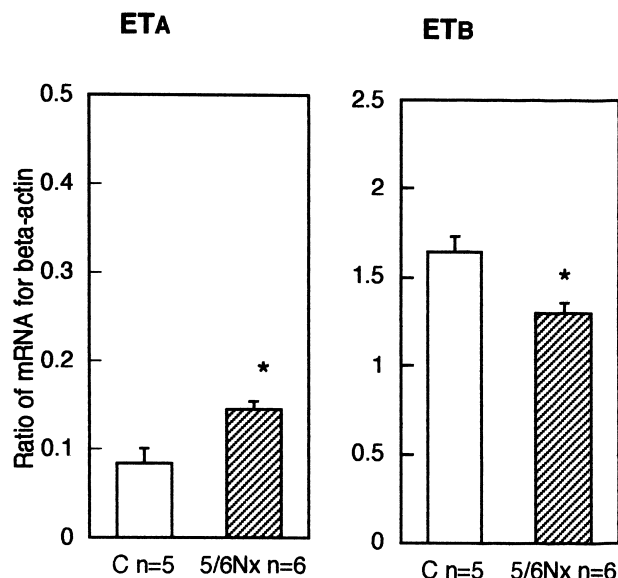 ETA
ETB
Ratio of mRNA for beta-actin
0.5
0.4
0.3
0.2
0.1
0
*
C n=5
5/6Nx n=6
2.5
2
1.5
1
0.5
0
*
C n=5
5/6Nx n=6